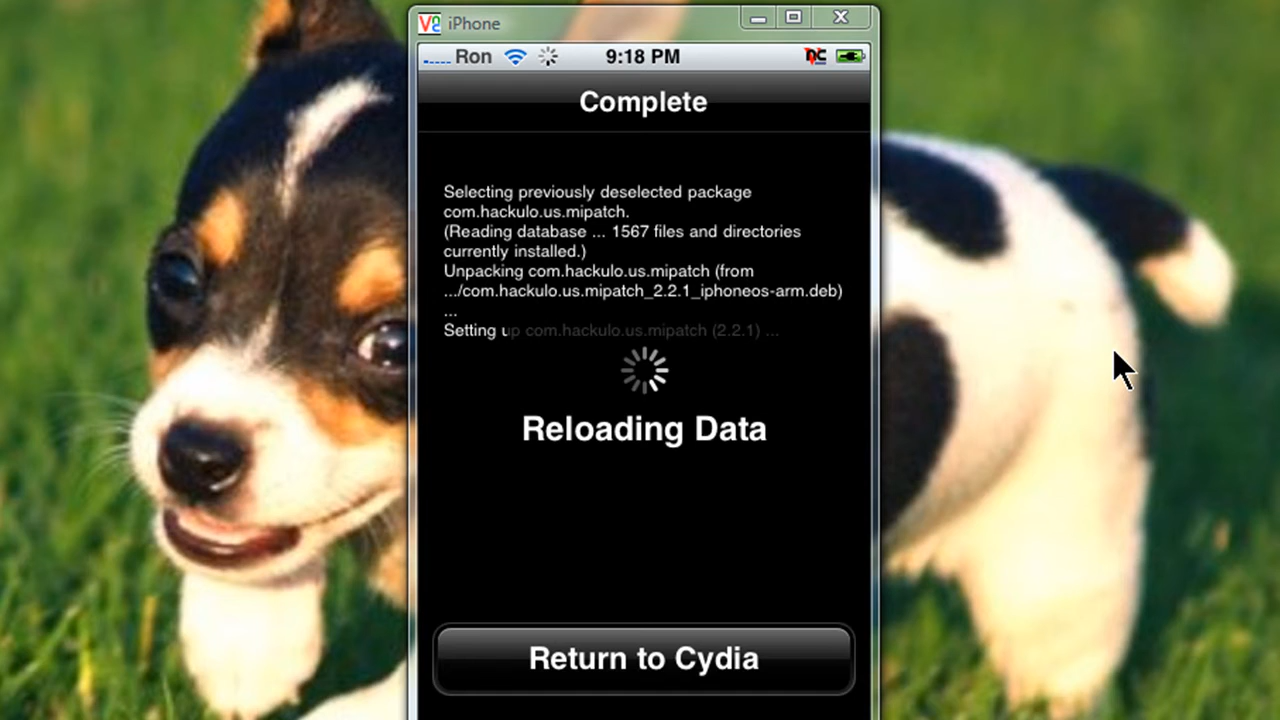 V2 iPhone
Ron 9:18 PM
Complete
Selecting previously deselected package
com.hackulo.us.mipatch.
(Reading database ... 1567 files and directories
currently installed.)
Unpacking com.hackulo.us.mipatch (from
.../com.hackulo.us.mipatch_2.2.1_iphoneos-arm.deb)
...
Setting up com.hackulo.us.mipatch (2.2.1) ...
Reloading Data
Return to Cydia